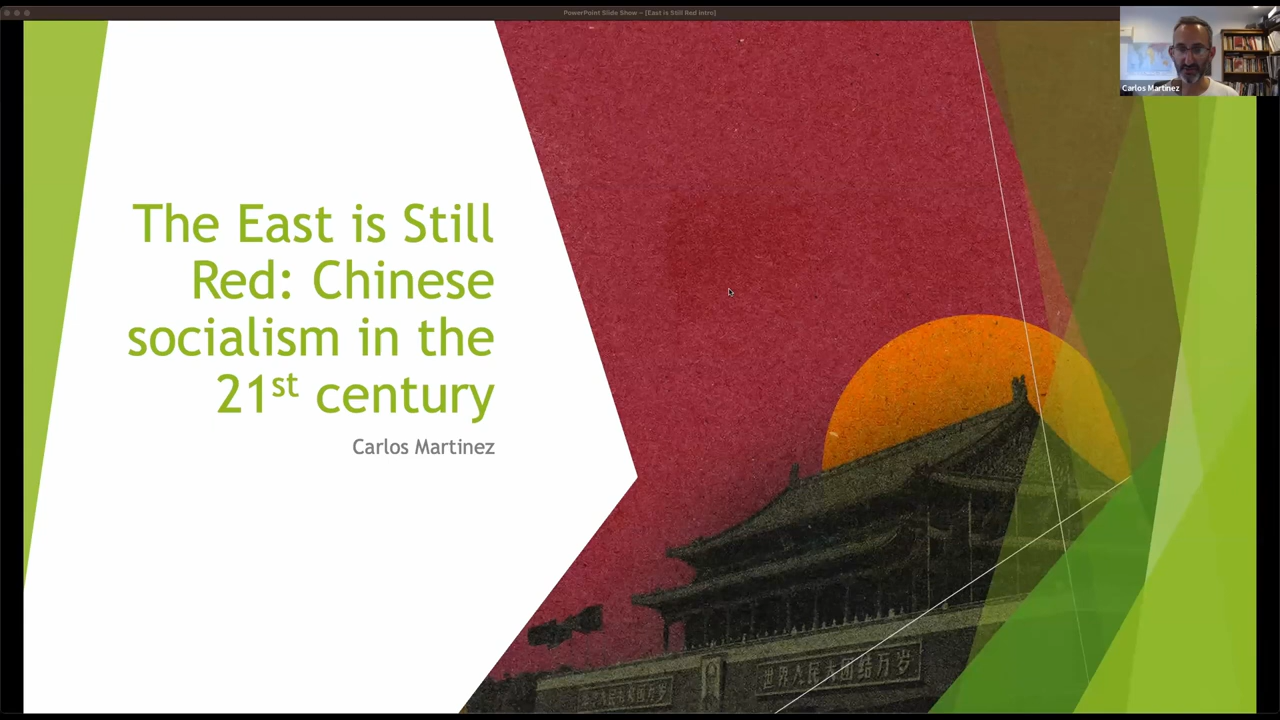 PowerPoint Slide Show - [East is Still Red Intro]
Carlos Martinez
The East is Still
Red: Chinese
socialism in the
21st century
Carlos Martinez
世界人民大团结万岁